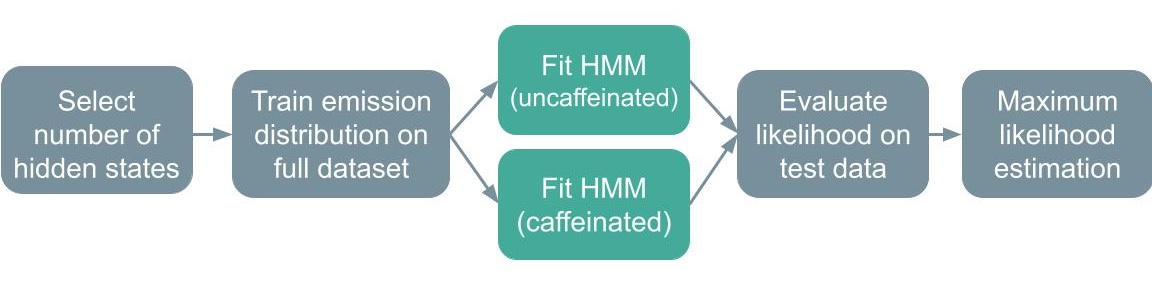 Select
number of
hidden states
Train emission
distribution on
full dataset
Fit HMM
(uncaffeinated)
Fit HMM
(caffeinated)
Evaluate
likelihood on
test data
Maximum
likelihood
estimation